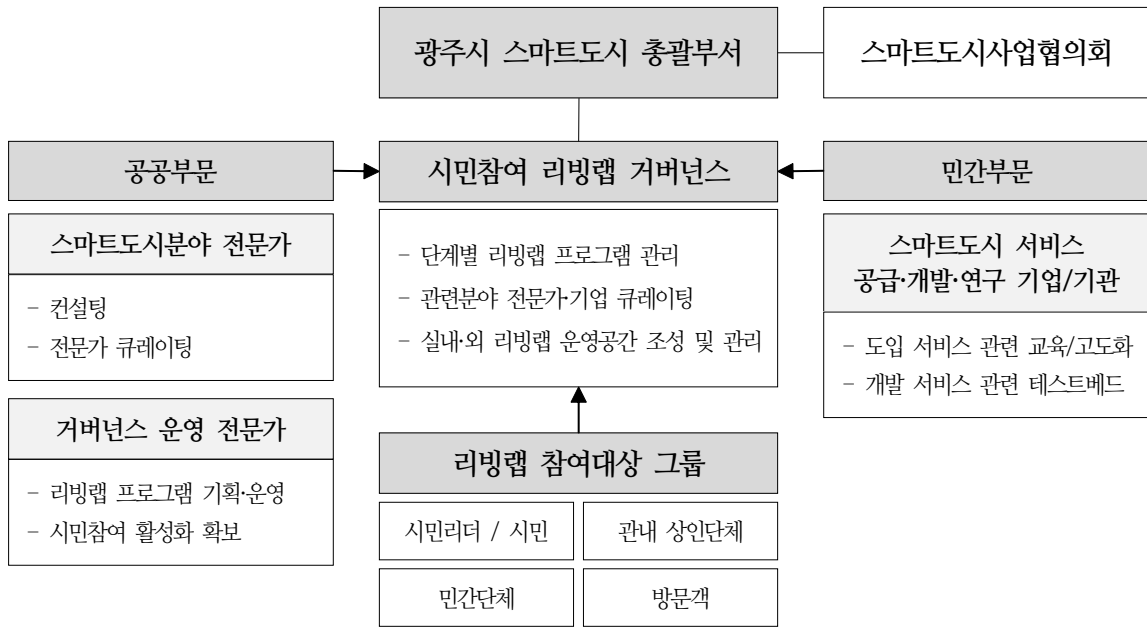 광주시 스마트도시 총괄부서
스마트도시사업협의회
공공부문
시민참여 리빙랩 거버넌스
민간부문
스마트도시분야 전문가
- 컨설팅
- 전문가 큐레이팅
거버넌스 운영 전문가
- 리빙랩 프로그램 기획·운영
- 시민참여 활성화 확보
- 단계별 리빙랩 프로그램 관리
- 관련분야 전문가·기업 큐레이팅
- 실내·외 리빙랩 운영공간 조성 및 관리
리빙랩 참여대상 그룹
시민리더 / 시민
관내 상인단체
민간단체
방문객
스마트도시 서비스
공급·개발·연구 기업/기관
- 도입 서비스 관련 교육/고도화
- 개발 서비스 관련 테스트베드